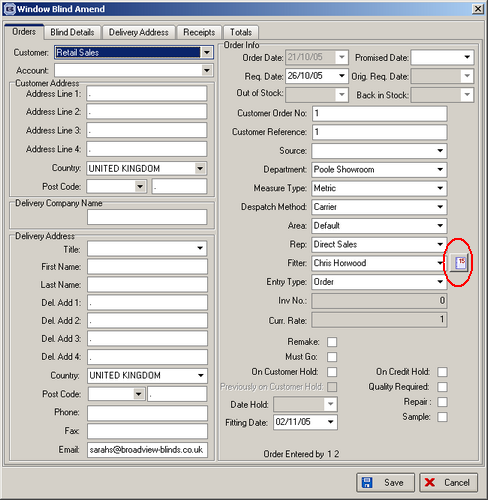 Window Blind Amend
Orders Blind Details Delivery Address Receipts Totals
Customer: Retail Sales
Account:
Customer Address
Address Line 1: .
Address Line 2: .
Address Line 3: .
Address Line 4: .
Country: UNITED KINGDOM
Post Code: .
Delivery Company Name
Delivery Address
Title:
First Name:
Last Name:
Del. Add 1: .
Del. Add 2: .
Del. Add 3: .
Del. Add 4: .
Country: UNITED KINGDOM
Post Code: .
Phone:
Fax:
Email: sarahs@broadview-blinds.co.uk
Order Info
Order Date: 21/10/05 Promised Date:
Req. Date: 26/10/05 Orig. Req. Date:
Out of Stock: Back in Stock:
Customer Order No: 1
Customer Reference: 1
Source:
Department: Poole Showroom
Measure Type: Metric
Despatch Method: Carrier
Area: Default
Rep: Direct Sales
Fitter: Chris Horwood 15
Entry Type: Order
Inv No.: 0
Curr. Rate: 1
Remake:
Must Go:
On Customer Hold: On Credit Hold:
Previously on Customer Hold: Quality Required:
Date Hold: Repair :
Fitting Date: 02/11/05 Sample:
Order Entered by 1 2
Save Cancel